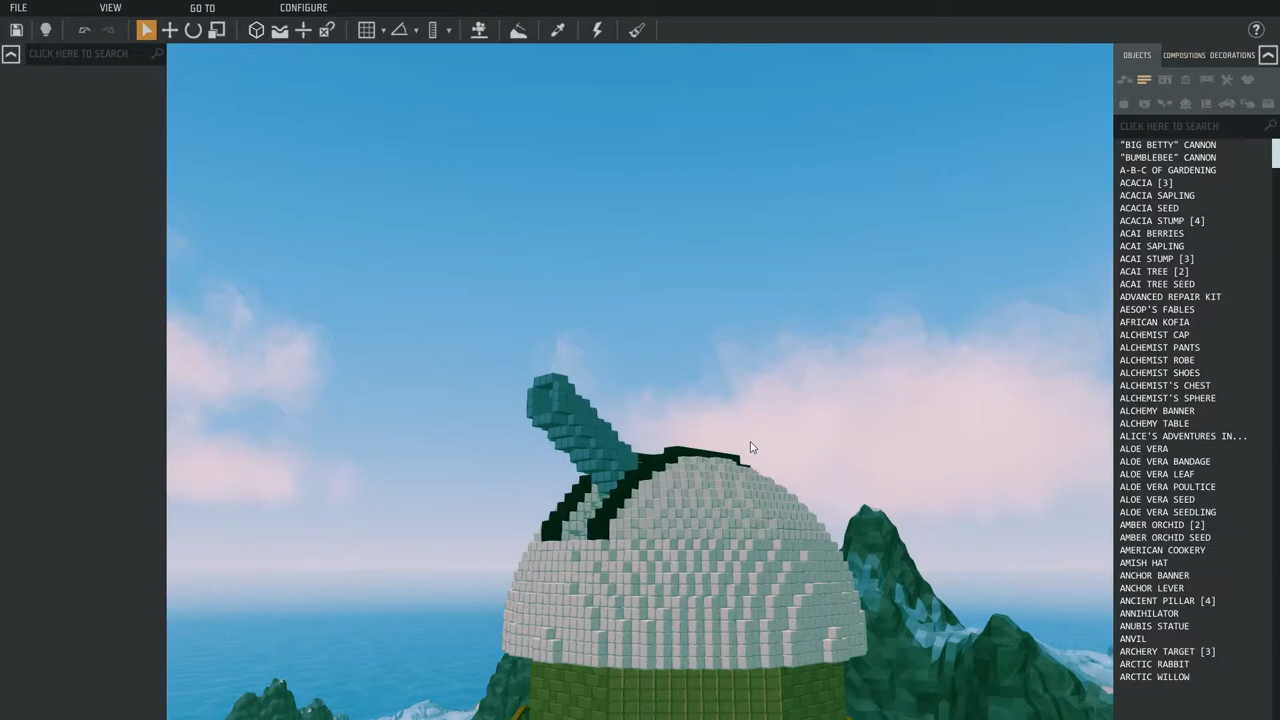 FILE VIEW GO TO CONFIGURE
CLICK HERE TO SEARCH
OBJECTS COMPOSITIONS DECORATIONS
CLICK HERE TO SEARCH
"BIG BETTY" CANNON
"BUMBLEBEE" CANNON
A-B-C OF GARDENING
ACACIA [3]
ACACIA SAPLING
ACACIA SEED
ACACIA STUMP [4]
ACAI BERRIES
ACAI SAPLING
ACAI STUMP [3]
ACAI TREE [2]
ACAI TREE SEED
ADVANCED REPAIR KIT
AESOP'S FABLES
AFRICAN KOFIA
ALCHEMIST CAP
ALCHEMIST PANTS
ALCHEMIST ROBE
ALCHEMIST SHOES
ALCHEMIST'S CHEST
ALCHEMIST'S SPHERE
ALCHEMY BANNER
ALCHEMY TABLE
ALICE'S ADVENTURES IN...
ALOE VERA
ALOE VERA BANDAGE
ALOE VERA LEAF
ALOE VERA POULTICE
ALOE VERA SEED
ALOE VERA SEEDLING
AMBER ORCHID [2]
AMBER ORCHID SEED
AMERICAN COOKERY
AMISH HAT
ANCHOR BANNER
ANCHOR LEVER
ANCIENT PILLAR [4]
ANNIHILATOR
ANUBIS STATUE
ANVIL
ARCHERY TARGET [3]
ARCTIC RABBIT
ARCTIC WILLOW